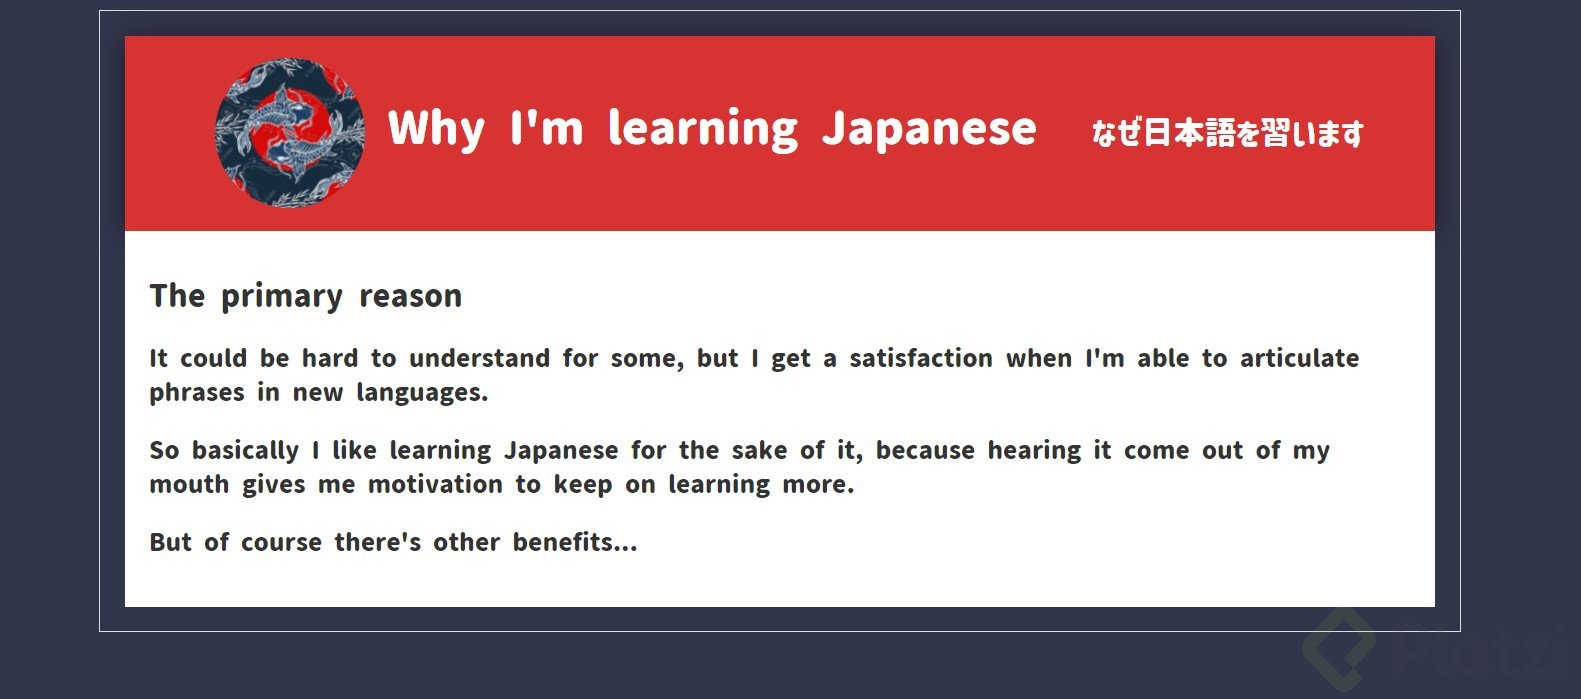 Why I'm learning Japanese なぜ日本語を習います
The primary reason
It could be hard to understand for some, but I get a satisfaction when I'm able to articulate
phrases in new languages.
So basically I like learning Japanese for the sake of it, because hearing it come out of my
mouth gives me motivation to keep on learning more.
But of course there's other benefits...
Platzi